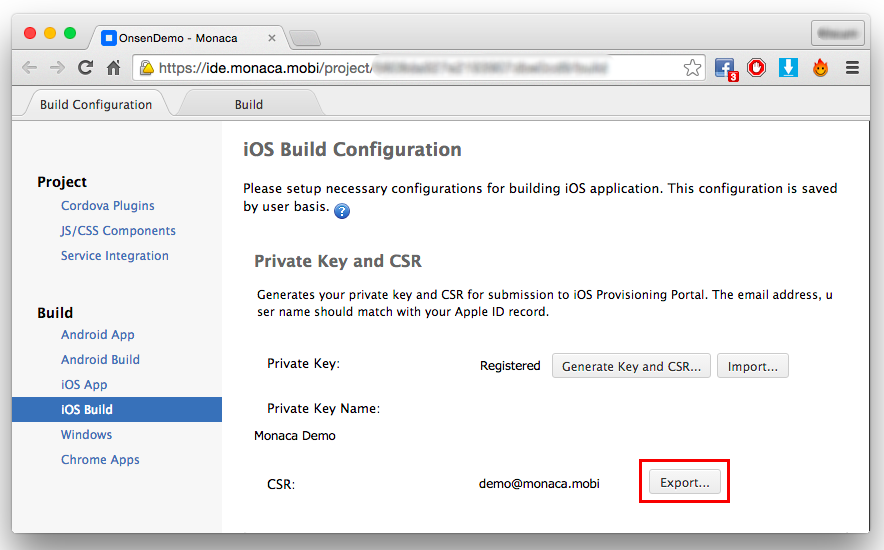 OnsenDemo - Monaca
https://ide.monaca.mobi/project/
3
Build Configuration
Build
Project
Cordova Plugins
JS/CSS Components
Service Integration
Build
Android App
Android Build
iOS App
iOS Build
Windows
Chrome Apps
iOS Build Configuration
Please setup necessary configurations for building iOS application. This configuration is saved
by user basis. ?
Private Key and CSR
Generates your private key and CSR for submission to iOS Provisioning Portal. The email address, u
ser name should match with your Apple ID record.
Private Key: Registered Generate Key and CSR... Import...
Private Key Name:
Monaca Demo
CSR: demo@monaca.mobi Export...